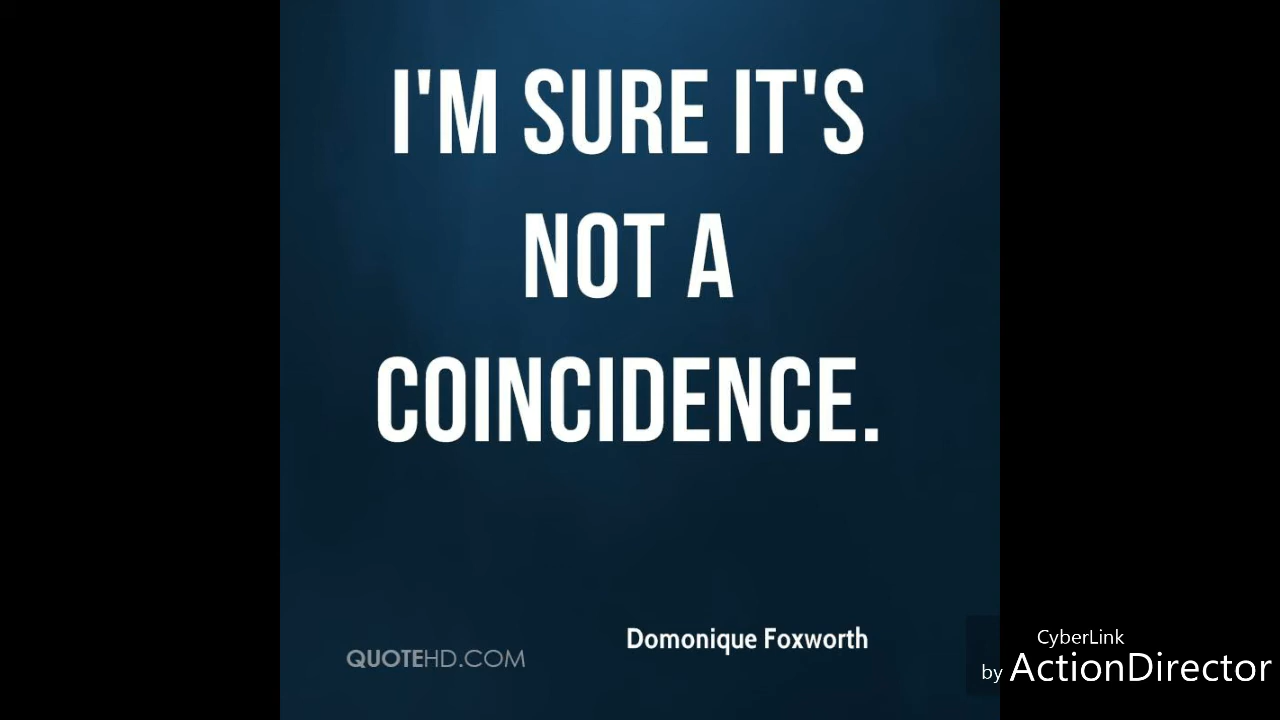 I'M SURE IT'S
NOT A
COINCIDENCE.
Domonique Foxworth
QUOTEHD.COM
CyberLink
by ActionDirector